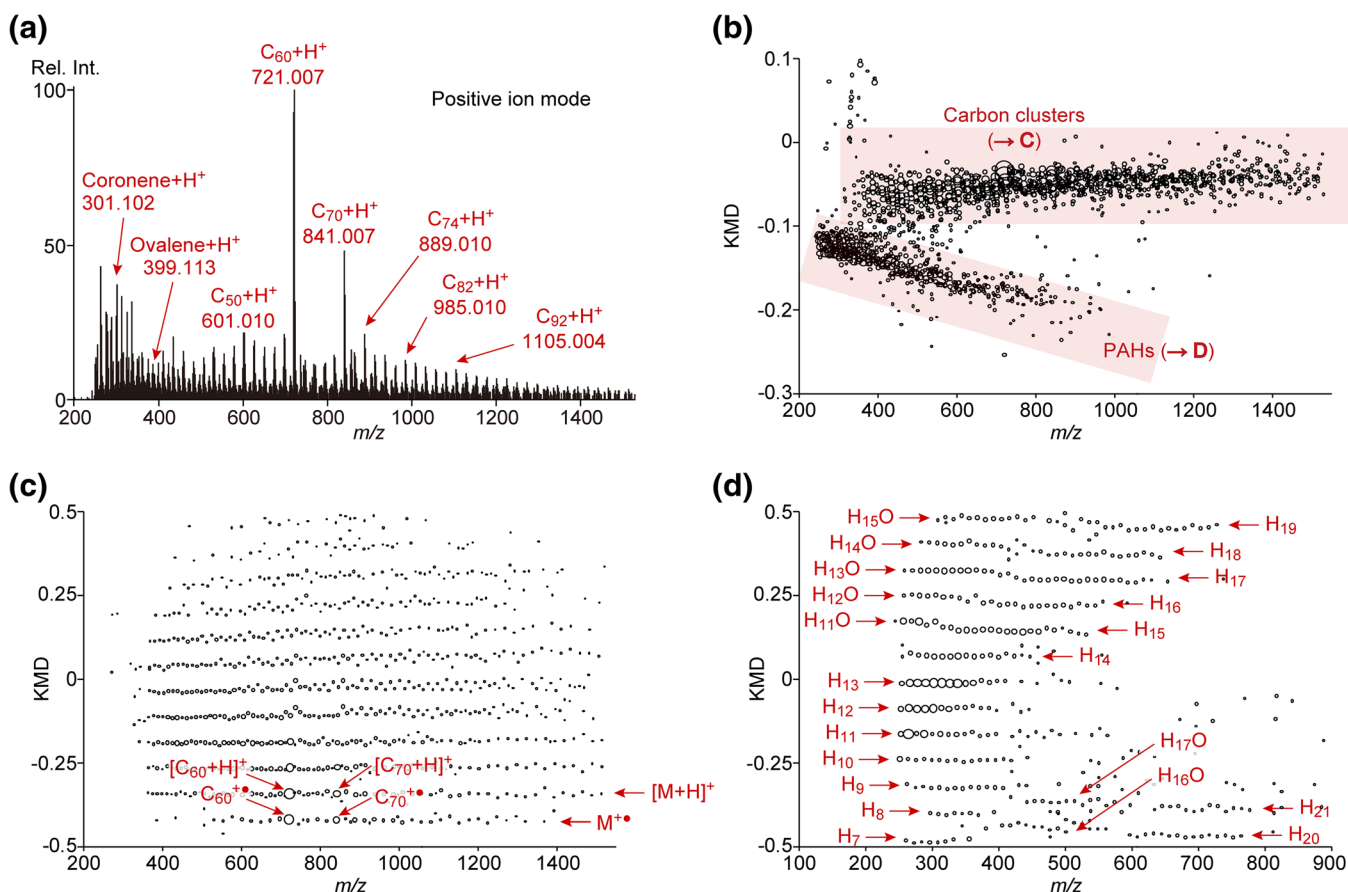 (a)
Rel. Int.
C₆₀+H⁺
721.007
100
Positive ion mode
Coronene+H⁺
301.102
Ovalene+H⁺
399.113
C₇₀+H⁺
841.007
C₇₄+H⁺
889.010
50
C₅₀+H⁺
601.010
C₈₂+H⁺
985.010
C₉₂+H⁺
1105.004
0
200 400 600 800 1000 1200 1400
m/z
(b)
0.1
Carbon clusters
(→ C)
0
KMD
-0.1
-0.2
PAHs (→ D)
-0.3
200 400 600 800 1000 1200 1400
m/z
(c)
0.5
0.25
KMD
0
-0.25
[C₆₀+H]⁺
[C₇₀+H]⁺
C₆₀⁺•
C₇₀⁺•
[M+H]⁺
M⁺•
-0.5
200 400 600 800 1000 1200 1400
m/z
(d)
0.5
H₁₅O
H₁₉
H₁₄O
H₁₈
H₁₃O
H₁₇
0.25
H₁₂O
H₁₆
H₁₁O
H₁₅
H₁₄
KMD
0
H₁₃
H₁₂
H₁₁
H₁₇O
-0.25
H₁₀
H₁₆O
H₉
H₈
H₂₁
H₇
H₂₀
-0.5
100 200 300 400 500 600 700 800 900
m/z